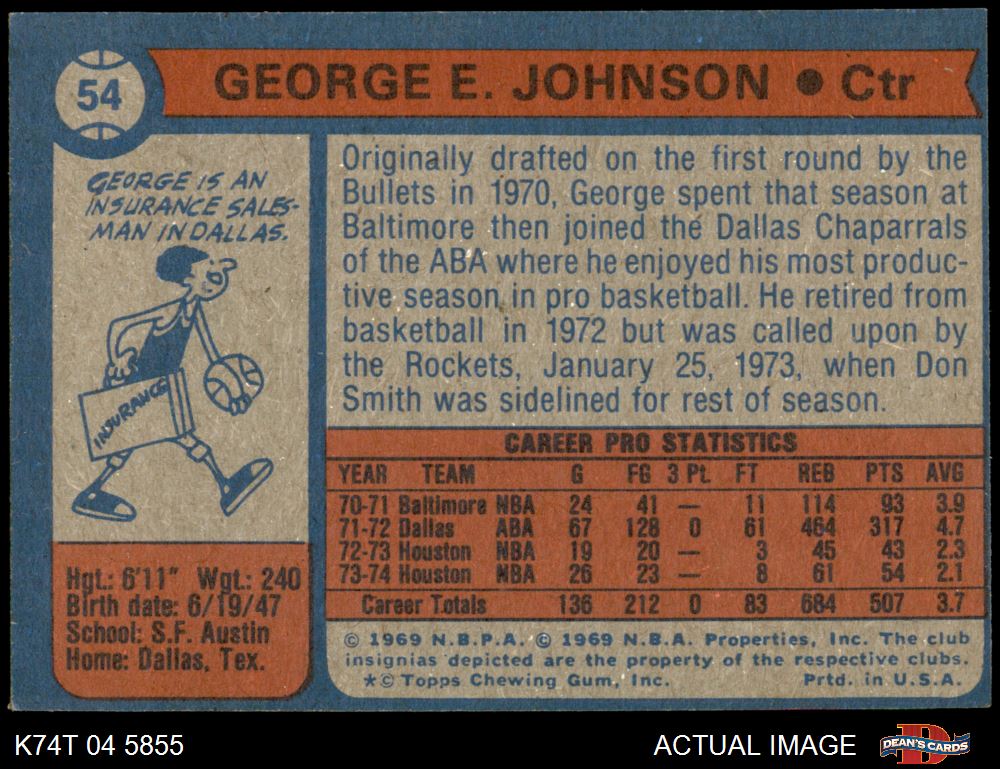 54
GEORGE E. JOHNSON ● Ctr
GEORGE IS AN
INSURANCE SALES-
MAN IN DALLAS.
INSURANCE
Hgt.: 6'11" Wgt.: 240
Birth date: 6/19/47
School: S.F. Austin
Home: Dallas, Tex.
Originally drafted on the first round by the
Bullets in 1970, George spent that season at
Baltimore then joined the Dallas Chaparrals
of the ABA where he enjoyed his most produc-
tive season in pro basketball. He retired from
basketball in 1972 but was called upon by
the Rockets, January 25, 1973, when Don
Smith was sidelined for rest of season.
CAREER PRO STATISTICS
YEAR TEAM G FG 3 Pt. FT REB PTS AVG
70-71 Baltimore NBA 24 41 — 11 114 93 3.9
71-72 Dallas ABA 67 128 0 61 464 317 4.7
72-73 Houston NBA 19 20 — 3 45 43 2.3
73-74 Houston NBA 26 23 — 8 61 54 2.1
Career Totals 136 212 0 83 684 507 3.7
© 1969 N.B.P.A. © 1969 N.B.A. Properties, Inc. The club
insignias depicted are the property of the respective clubs.
★© Topps Chewing Gum, Inc. Prtd. in U.S.A.
K74T 04 5855
ACTUAL IMAGE
D
DEAN'S CARDS